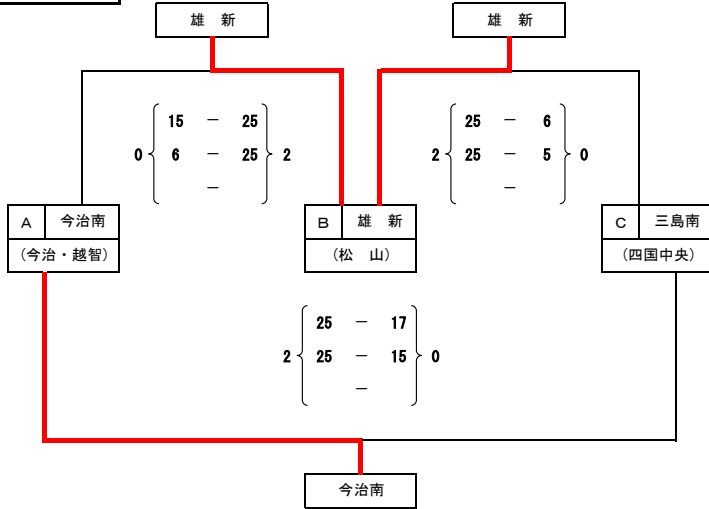 雄　新　雄　新
15 － 25　25 － 6
0　6 － 25　2　2　25 － 5　0
－　－
A　今治南　B　雄　新　C　三島南
（今治・越智）　（松　山）　（四国中央）
25 － 17
2　25 － 15　0
－
今治南